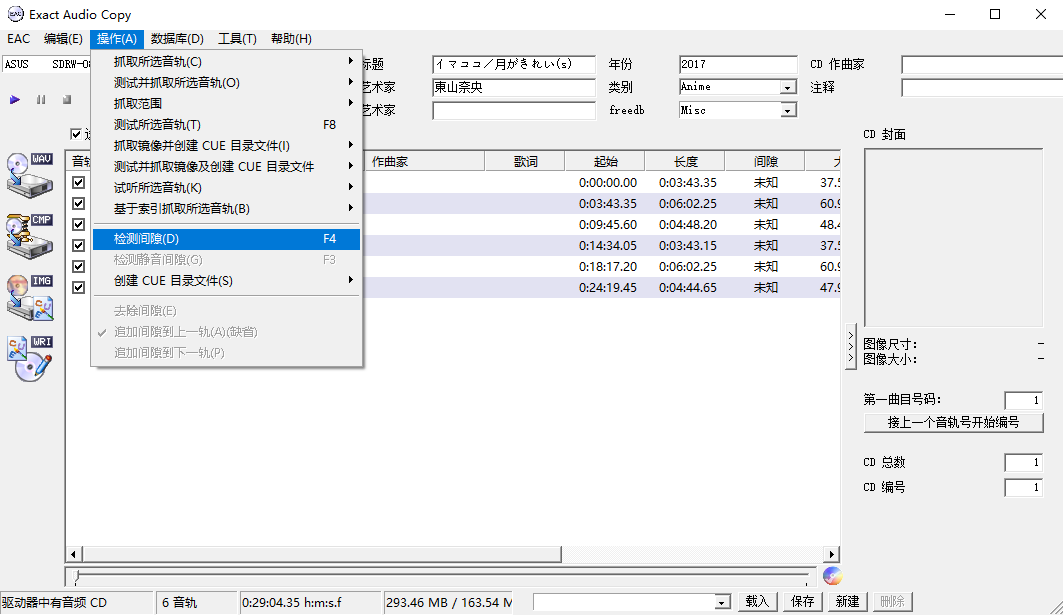 Exact Audio Copy
EAC 编辑(E) 操作(A) 数据库(D) 工具(T) 帮助(H)
ASUS SDRW-08
标题 イマココ／月がきれい(s) 年份 2017 CD 作曲家
艺术家 東山奈央 类别 Anime 注释
艺术家 freedb Misc
抓取所选音轨(C)
测试并抓取所选音轨(O)
抓取范围
测试所选音轨(T) F8
抓取镜像并创建 CUE 目录文件(I)
测试并抓取镜像及创建 CUE 目录文件
试听所选音轨(K)
基于索引抓取所选音轨(B)
检测间隙(D) F4
检测静音间隙(G) F3
创建 CUE 目录文件(S)
去除间隙(E)
追加间隙到上一轨(A)(缺省)
追加间隙到下一轨(P)
WAV
CMP
IMG
WRI
音轨 作曲家 歌词 起始 长度 间隙
0:00:00.00 0:03:43.35 未知 37.5
0:03:43.35 0:06:02.25 未知 60.9
0:09:45.60 0:04:48.20 未知 48.4
0:14:34.05 0:03:43.15 未知 37.5
0:18:17.20 0:06:02.25 未知 60.9
0:24:19.45 0:04:44.65 未知 47.9
CD 封面
图像尺寸: -
图像大小: -
第一曲目号码: 1
接上一个音轨号开始编号
CD 总数 1
CD 编号 1
驱动器中有音频 CD 6 音轨 0:29:04.35 h:m:s.f 293.46 MB / 163.54 M 载入 保存 新建 删除